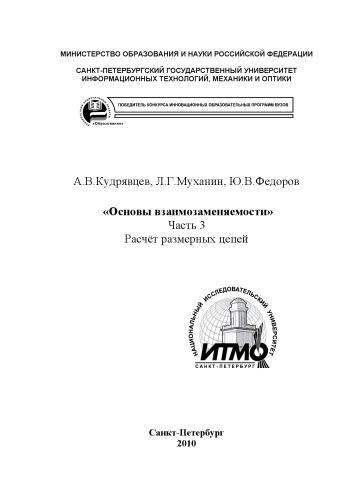 МИНИСТЕРСТВО ОБРАЗОВАНИЯ И НАУКИ РОССИЙСКОЙ ФЕДЕРАЦИИ
САНКТ-ПЕТЕРБУРГСКИЙ ГОСУДАРСТВЕННЫЙ УНИВЕРСИТЕТ
ИНФОРМАЦИОННЫХ ТЕХНОЛОГИЙ, МЕХАНИКИ И ОПТИКИ
ПОБЕДИТЕЛЬ КОНКУРСА ИННОВАЦИОННЫХ ОБРАЗОВАТЕЛЬНЫХ ПРОГРАММ ВУЗОВ
«Образование»
А.В.Кудрявцев, Л.Г.Муханин, Ю.В.Федоров
«Основы взаимозаменяемости»
Часть 3
Расчёт размерных цепей
НАЦИОНАЛЬНЫЙ ИССЛЕДОВАТЕЛЬСКИЙ УНИВЕРСИТЕТ
ИТМО
САНКТ-ПЕТЕРБУРГ
Санкт-Петербург
2010